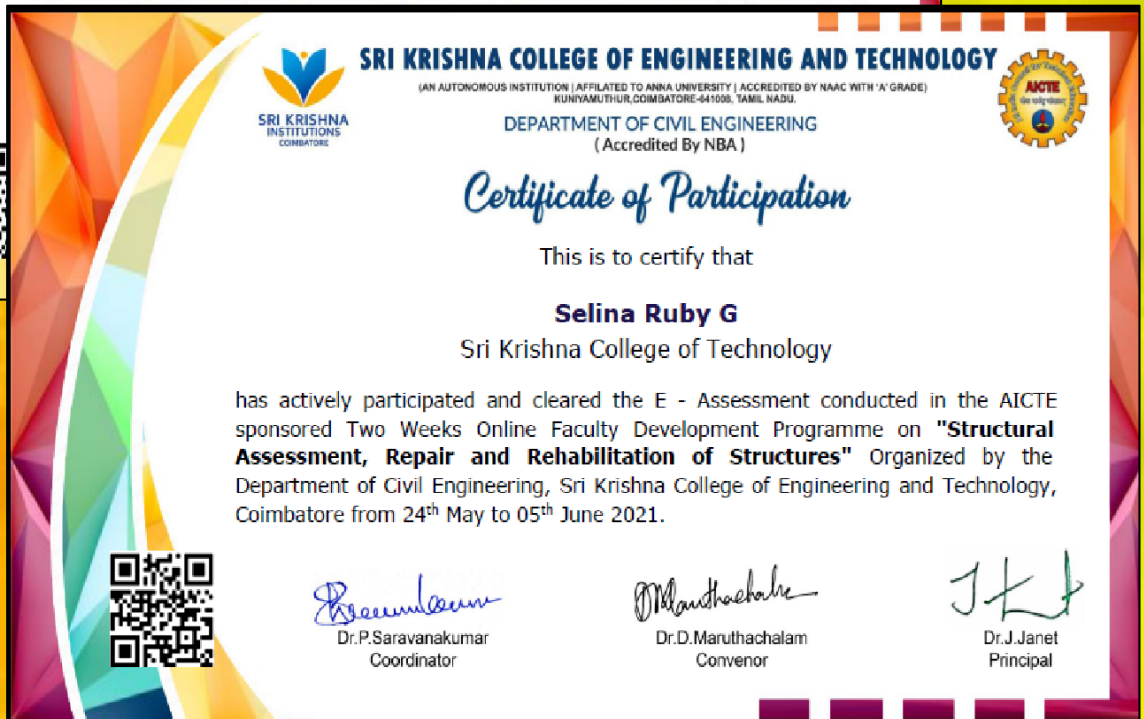 SRI KRISHNA COLLEGE OF ENGINEERING AND TECHNOLOGY
(AN AUTONOMOUS INSTITUTION | AFFILIATED TO ANNA UNIVERSITY | ACCREDITED BY NAAC WITH 'A' GRADE)
KUNIYAMUTHUR,COIMBATORE-641008, TAMIL NADU.
SRI KRISHNA
INSTITUTIONS
COIMBATORE
AICTE
DEPARTMENT OF CIVIL ENGINEERING
( Accredited By NBA )
Certificate of Participation
This is to certify that
Selina Ruby G
Sri Krishna College of Technology
has actively participated and cleared the E - Assessment conducted in the AICTE
sponsored Two Weeks Online Faculty Development Programme on "Structural
Assessment, Repair and Rehabilitation of Structures" Organized by the
Department of Civil Engineering, Sri Krishna College of Engineering and Technology,
Coimbatore from 24th May to 05th June 2021.
Dr.P.Saravanakumar
Coordinator
Dr.D.Maruthachalam
Convenor
Dr.J.Janet
Principal